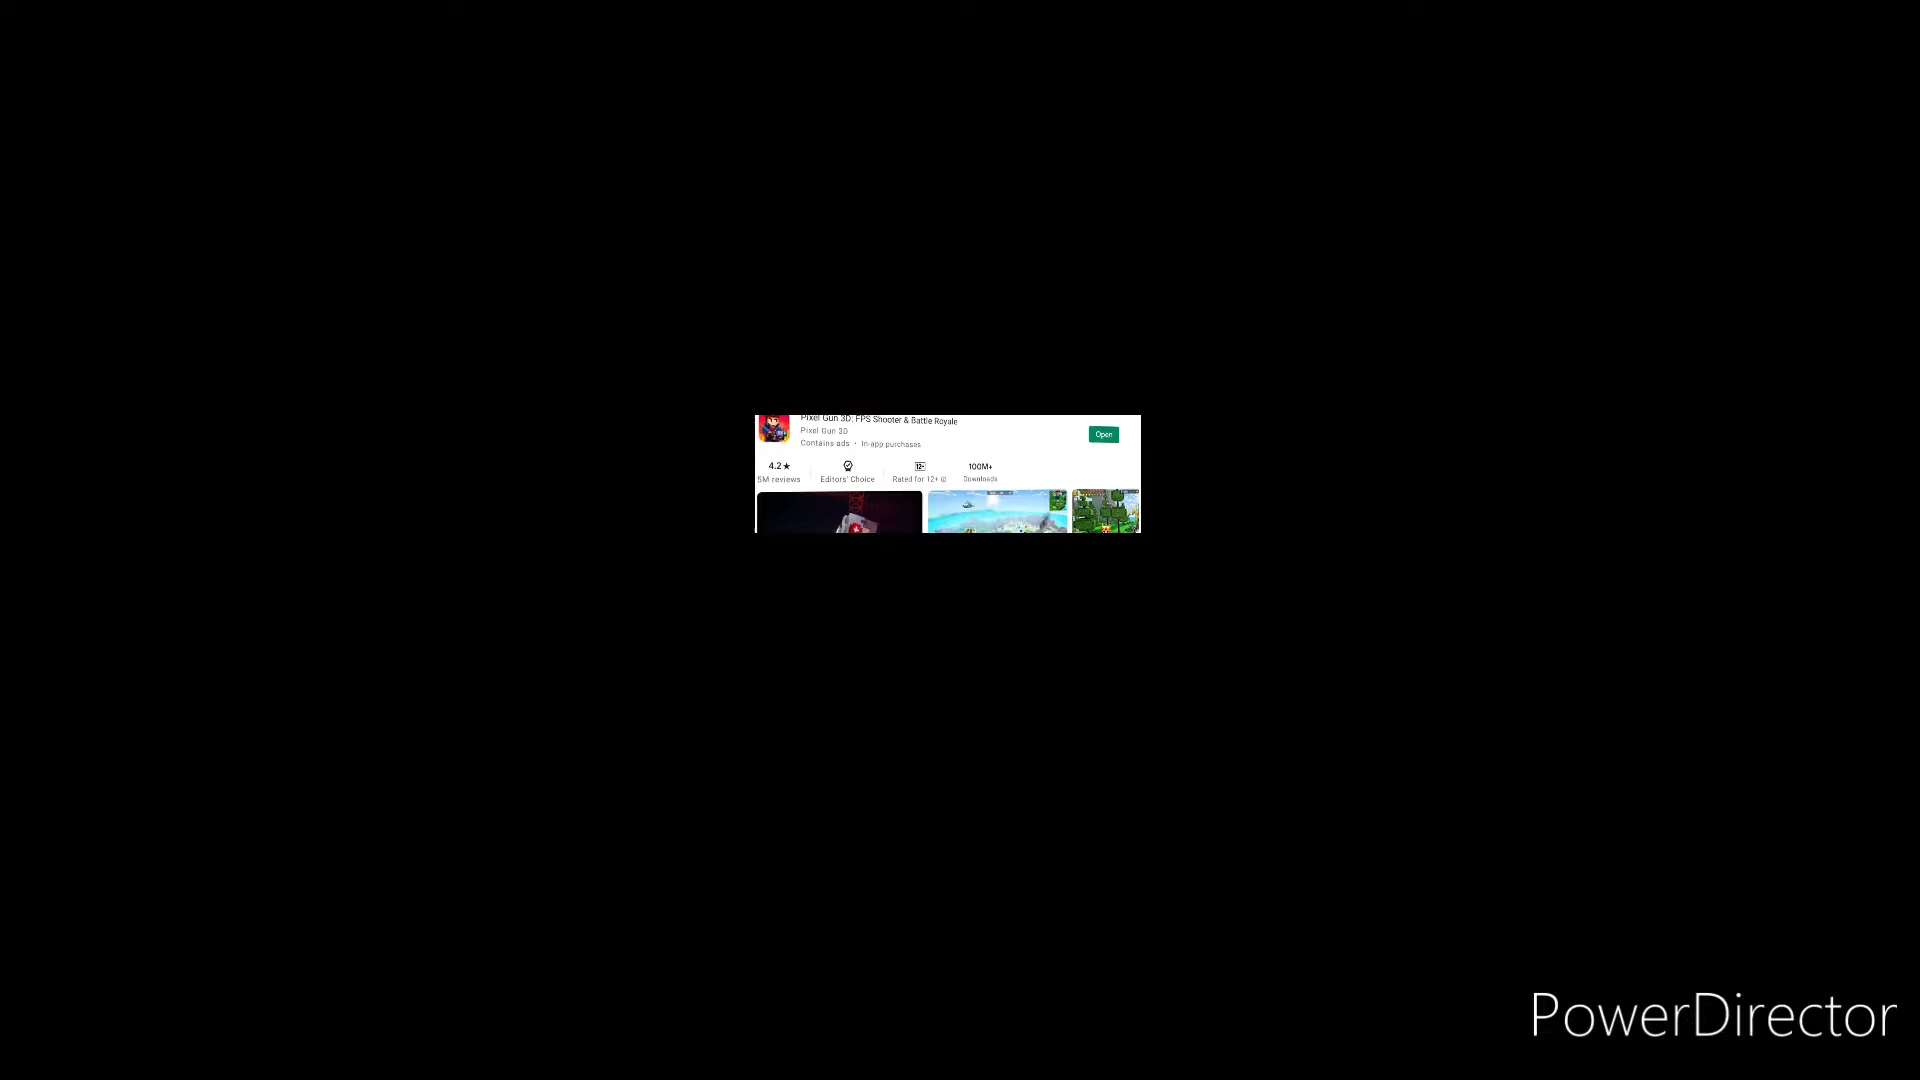 Pixel Gun 3D: FPS Shooter & Battle Royale
Pixel Gun 3D
Contains ads · In-app purchases
Open
4.2★
5M reviews
Editors' Choice
12+
Rated for 12+
100M+
Downloads
PowerDirector